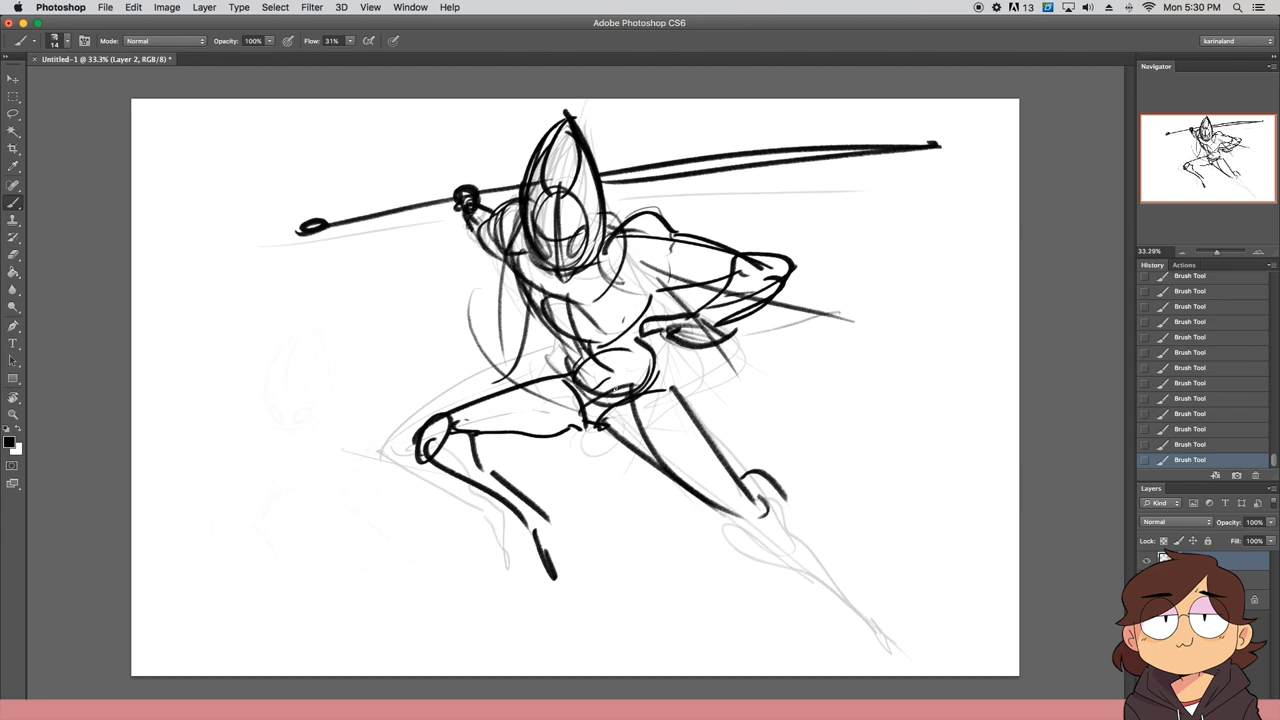 Photoshop File Edit Image Layer Type Select Filter 3D View Window Help 13 Mon 5:30 PM
Adobe Photoshop CS6
14 Mode: Normal Opacity: 100% Flow: 31% karinaland
Untitled-1 @ 33.3% (Layer 2, RGB/8) *
Navigator
33.29%
History Actions
Brush Tool
Brush Tool
Brush Tool
Brush Tool
Brush Tool
Brush Tool
Brush Tool
Brush Tool
Brush Tool
Brush Tool
Brush Tool
Brush Tool
Brush Tool
Layers
Kind
Normal Opacity: 100%
Lock: Fill: 100%